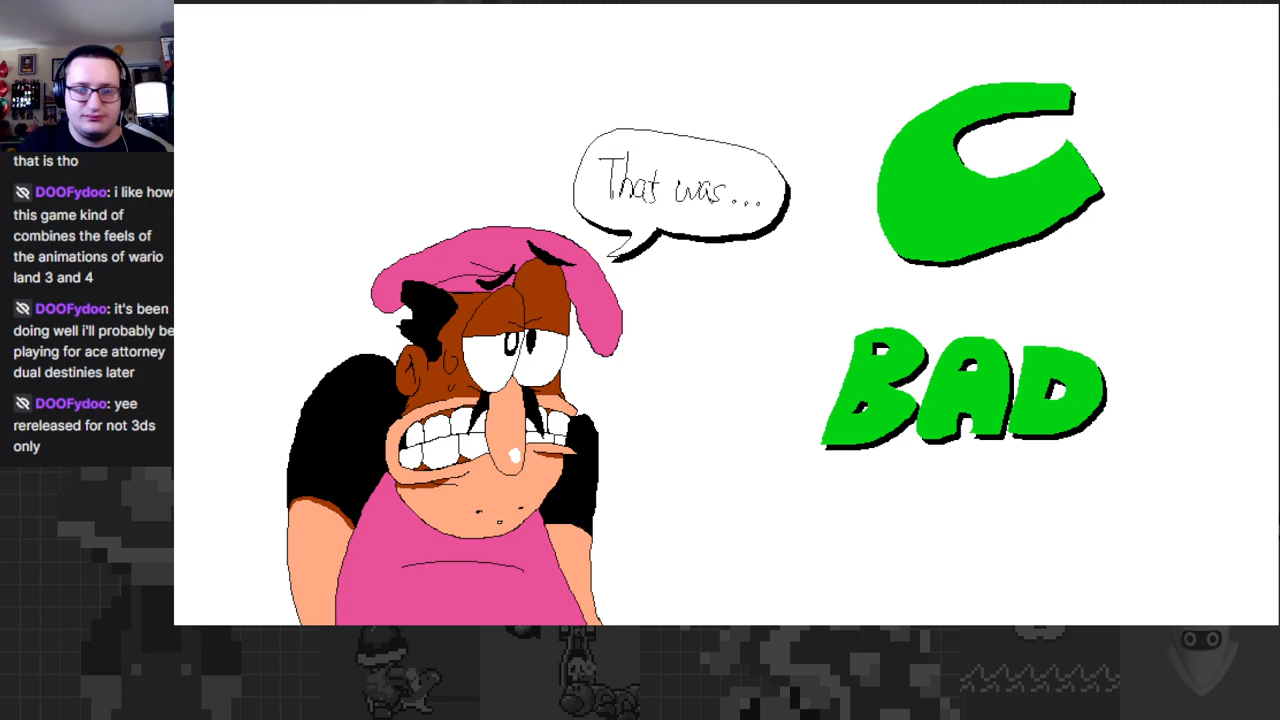 that is tho
DOOFydoo: i like how
this game kind of
combines the feels of
the animations of wario
land 3 and 4
DOOFydoo: it's been
doing well i'll probably be
playing for ace attorney
dual destinies later
DOOFydoo: yee
rereleased for not 3ds
only
That was...
C
BAD